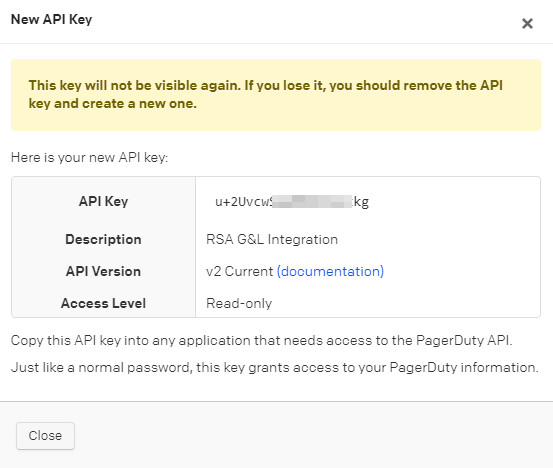 New API Key
This key will not be visible again. If you lose it, you should remove the API
key and create a new one.
Here is your new API key:
API Key
Description RSA G&L Integration
API Version v2 Current (documentation)
Access Level Read-only
Copy this API key into any application that needs access to the PagerDuty API.
Just like a normal password, this key grants access to your PagerDuty information.
Close